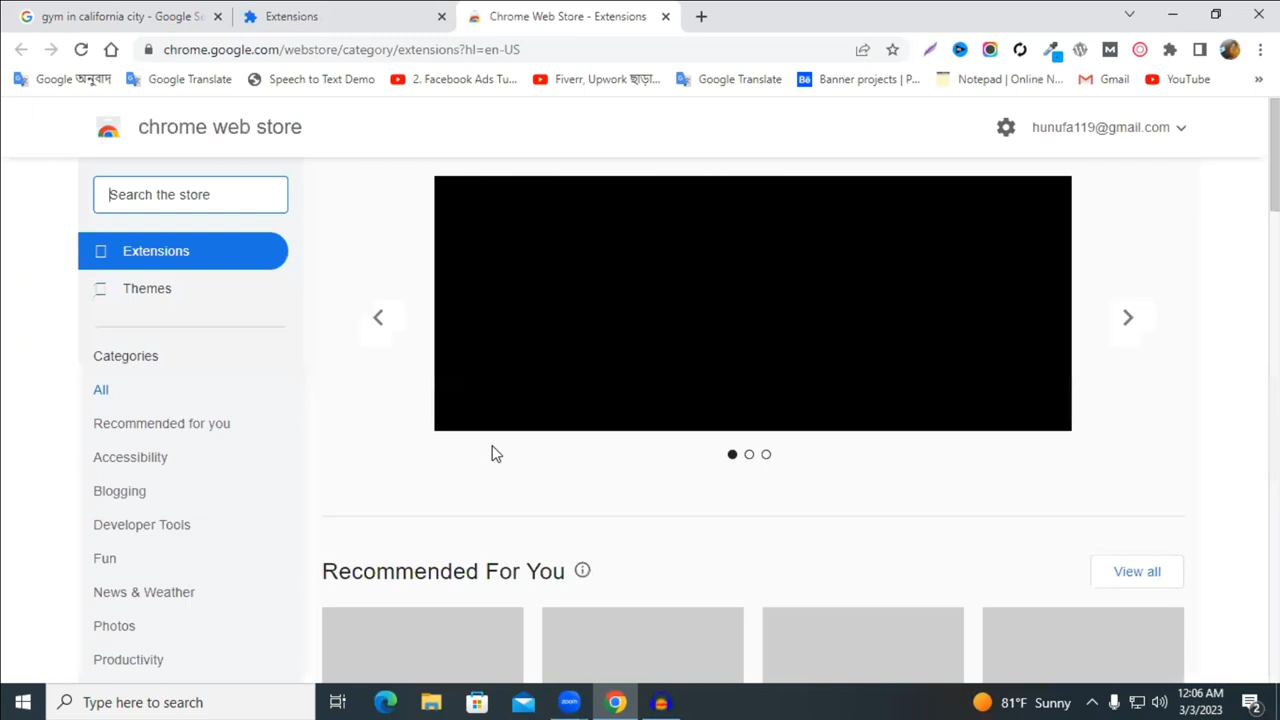 gym in california city - Google Se
Extensions
Chrome Web Store - Extensions
chrome.google.com/webstore/category/extensions?hl=en-US
Google অনুবাদ
Google Translate
Speech to Text Demo
2. Facebook Ads Tu...
Fiverr, Upwork ছাড়া...
Google Translate
Banner projects | P...
Notepad | Online N...
Gmail
YouTube
chrome web store
hunufa119@gmail.com
Search the store
Extensions
Themes
Categories
All
Recommended for you
Accessibility
Blogging
Developer Tools
Fun
News & Weather
Photos
Productivity
Recommended For You
View all
Type here to search
zoom
81°F Sunny
12:06 AM
3/3/2023
2